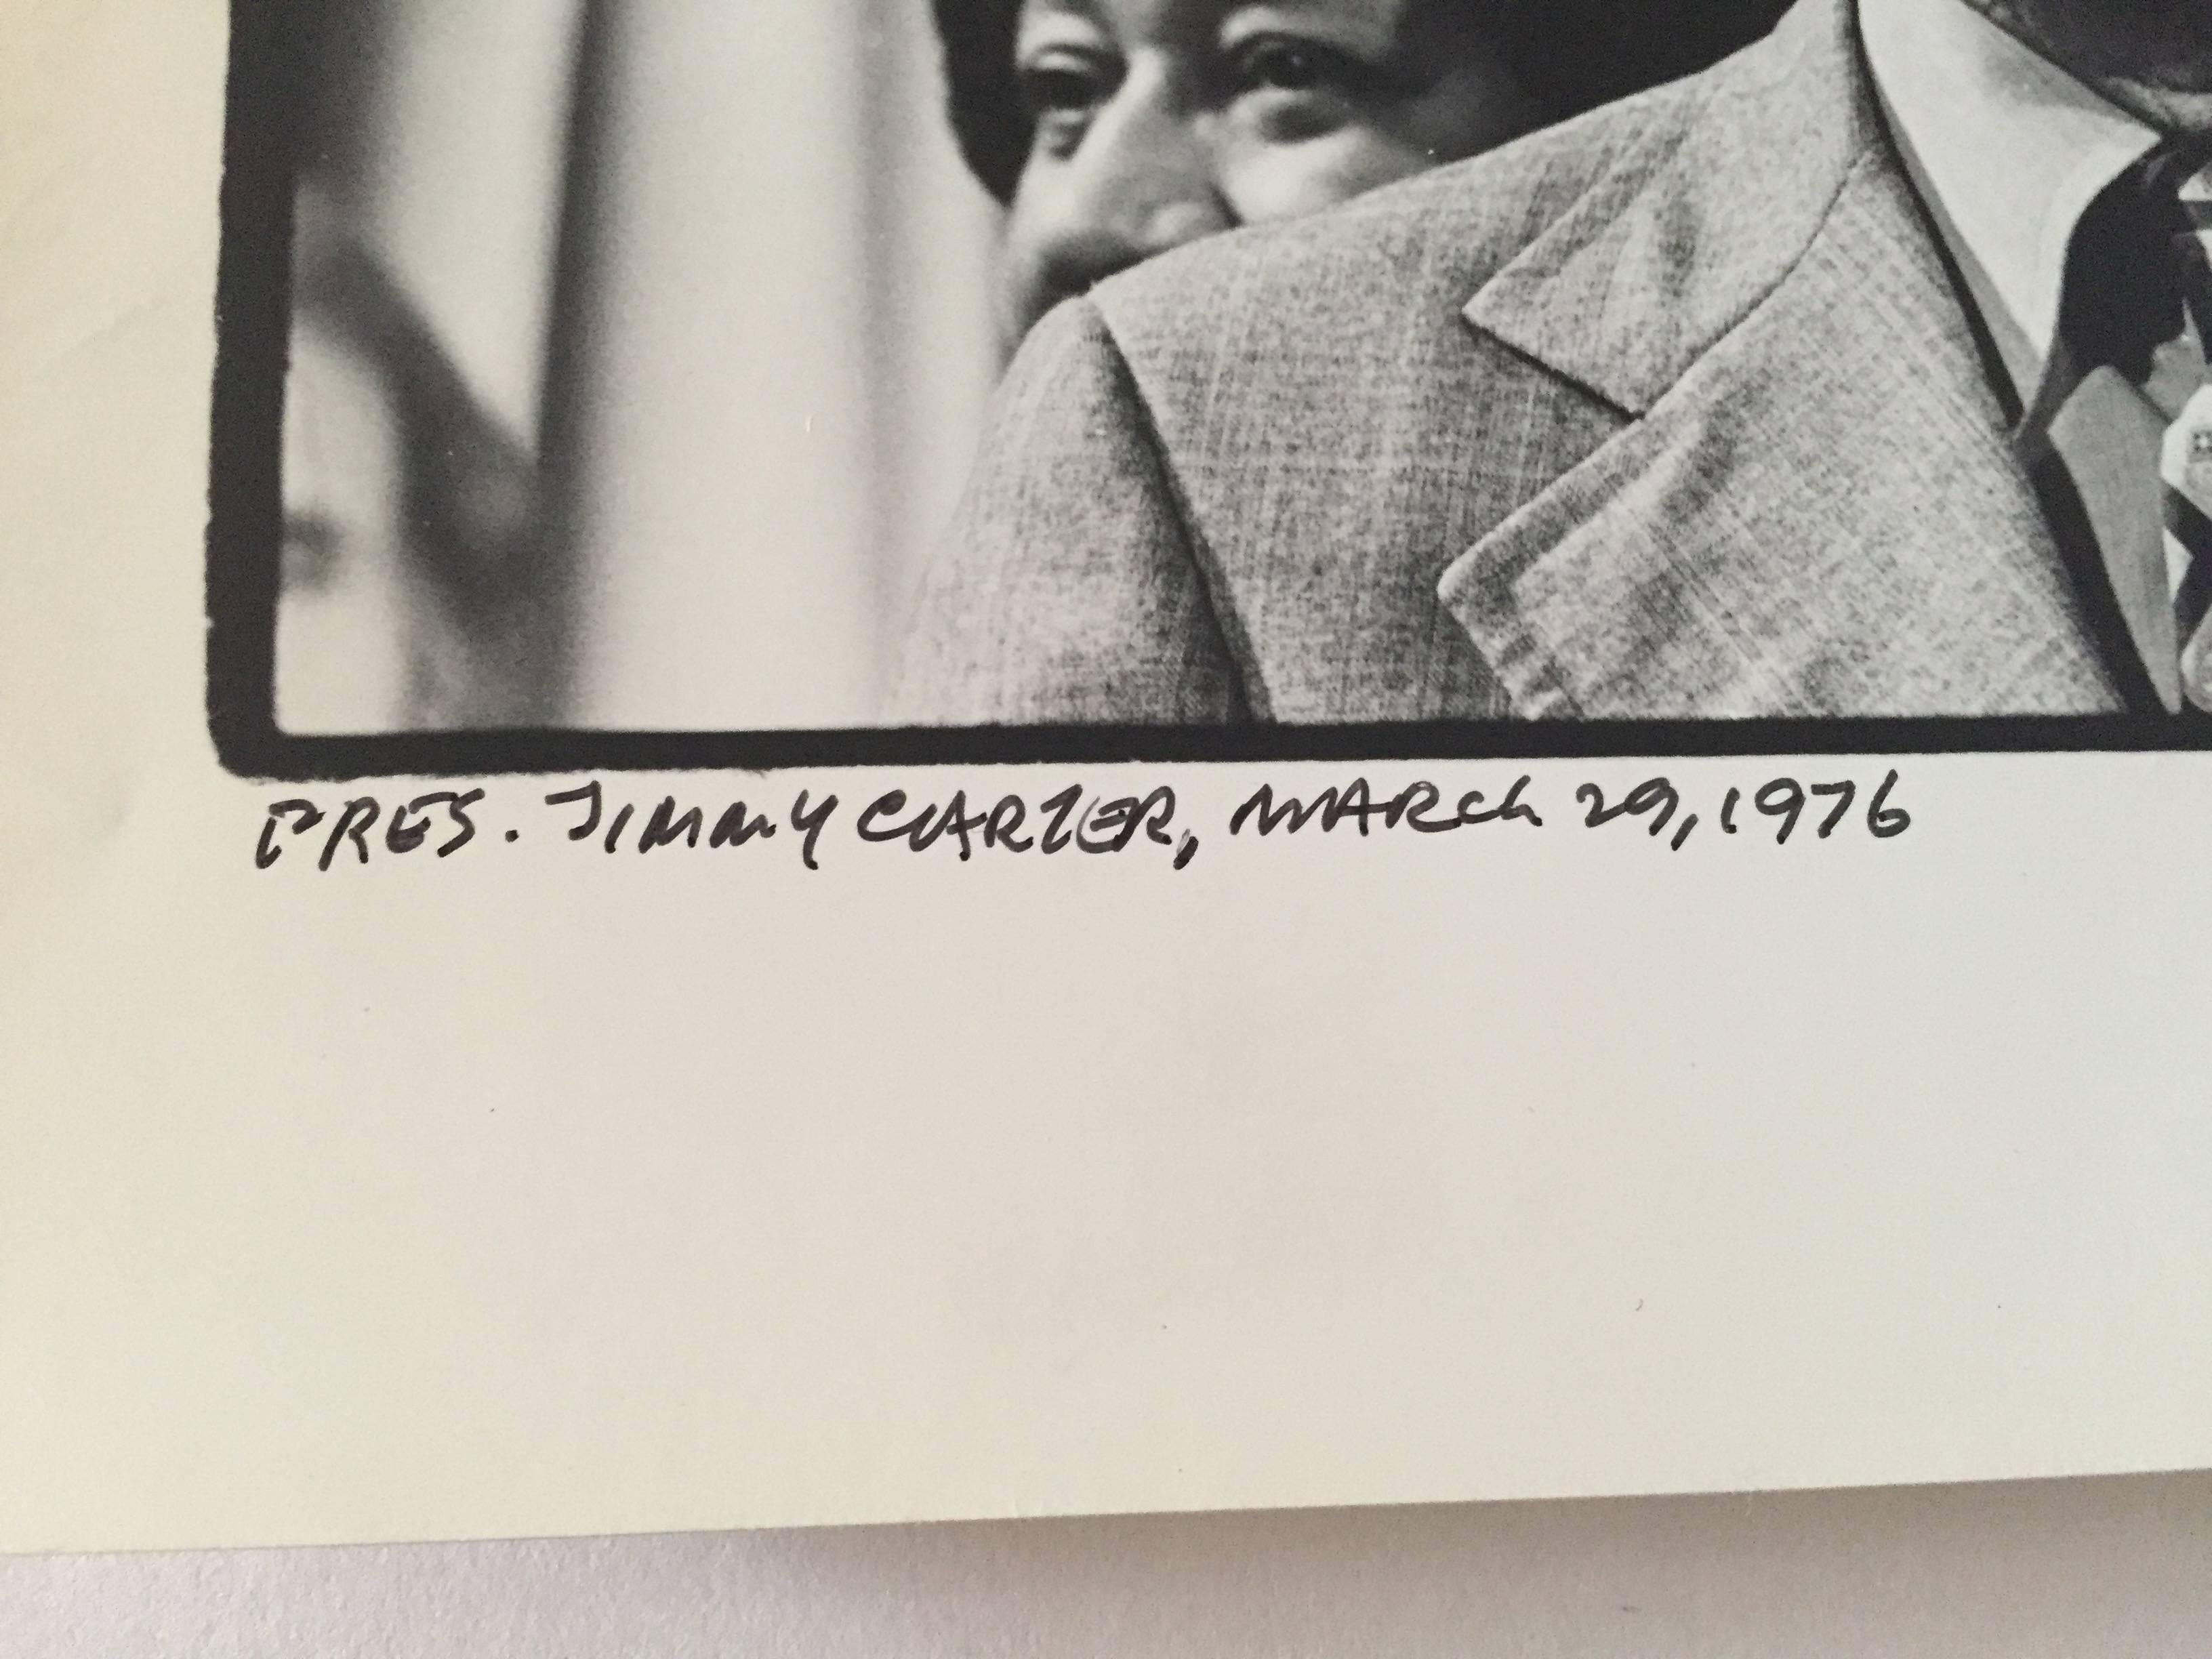 PRES. JIMMY CARTER, MARCh 29, 1976